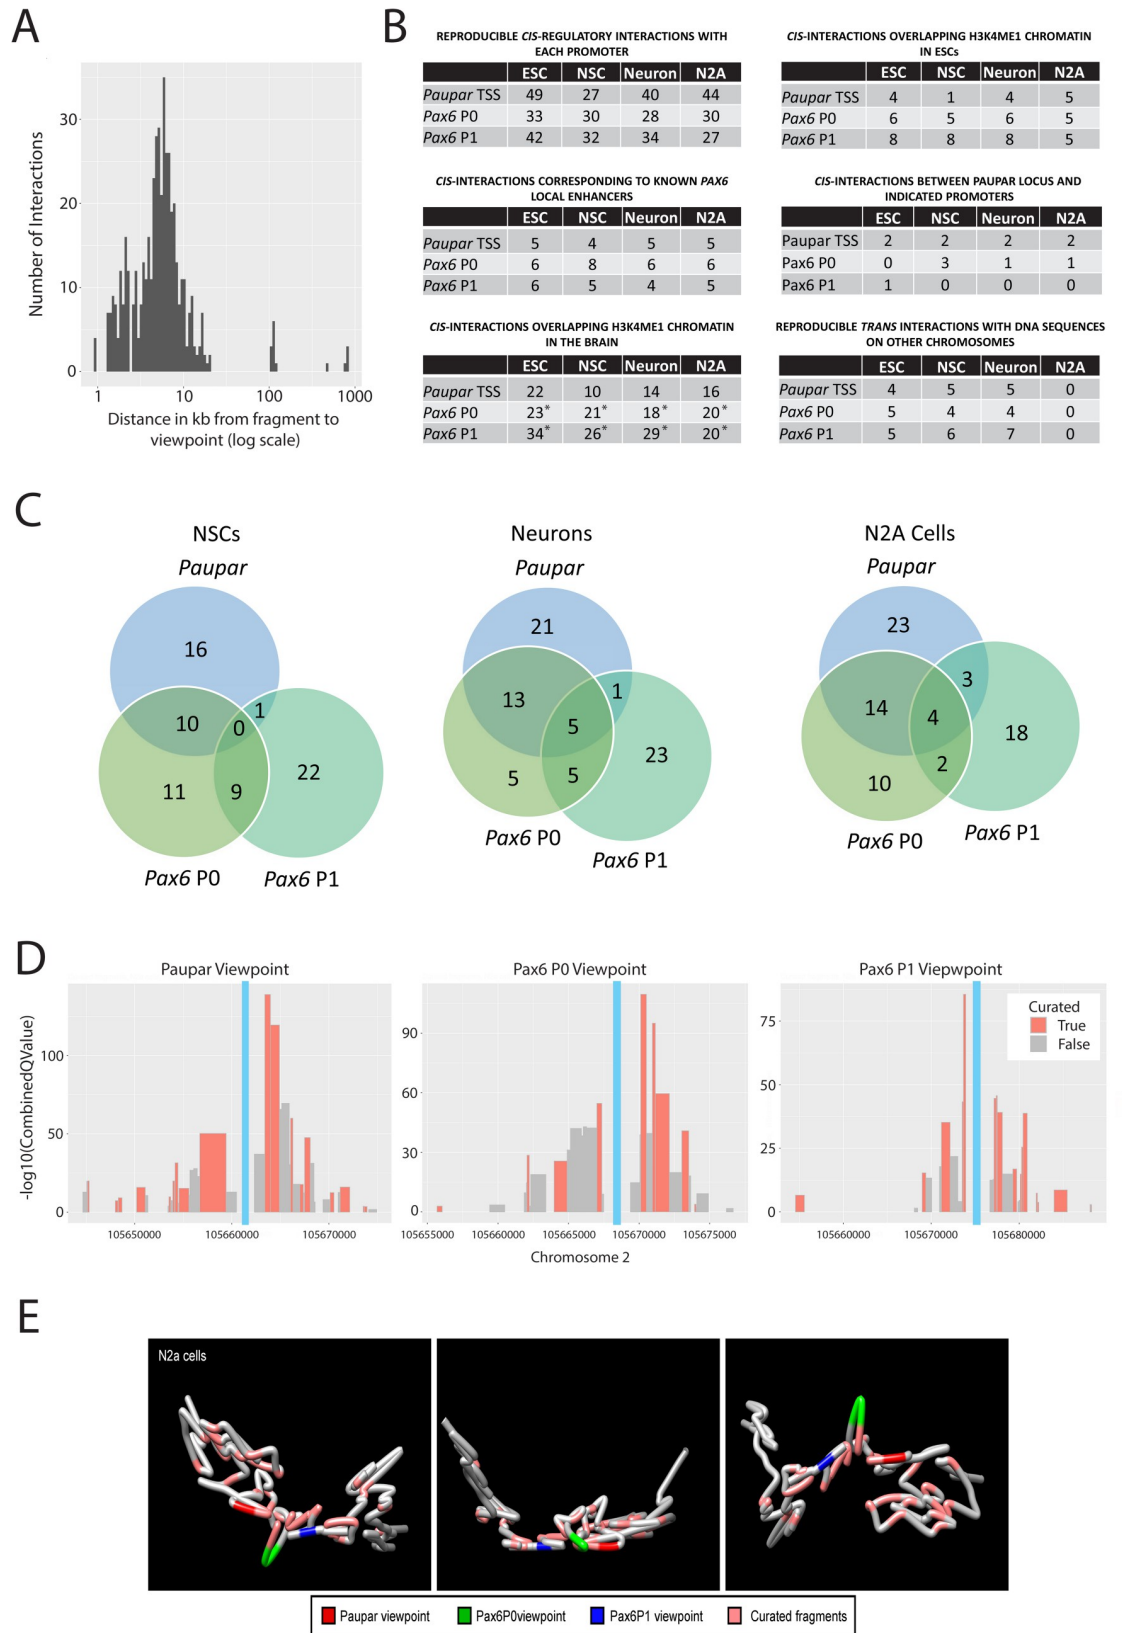 A
Number of Interactions
30
20
10
0
1 10 100 1000
Distance in kb from fragment to
viewpoint (log scale)
B
REPRODUCIBLE CIS-REGULATORY INTERACTIONS WITH
EACH PROMOTER
ESC NSC Neuron N2A
Paupar TSS 49 27 40 44
Pax6 P0 33 30 28 30
Pax6 P1 42 32 34 27
CIS-INTERACTIONS OVERLAPPING H3K4ME1 CHROMATIN
IN ESCs
ESC NSC Neuron N2A
Paupar TSS 4 1 4 5
Pax6 P0 6 5 6 5
Pax6 P1 8 8 8 5
CIS-INTERACTIONS CORRESPONDING TO KNOWN PAX6
LOCAL ENHANCERS
ESC NSC Neuron N2A
Paupar TSS 5 4 5 5
Pax6 P0 6 8 6 6
Pax6 P1 6 5 4 5
CIS-INTERACTIONS BETWEEN PAUPAR LOCUS AND
INDICATED PROMOTERS
ESC NSC Neuron N2A
Paupar TSS 2 2 2 2
Pax6 P0 0 3 1 1
Pax6 P1 1 0 0 0
CIS-INTERACTIONS OVERLAPPING H3K4ME1 CHROMATIN
IN THE BRAIN
ESC NSC Neuron N2A
Paupar TSS 22 10 14 16
Pax6 P0 23* 21* 18* 20*
Pax6 P1 34* 26* 29* 20*
REPRODUCIBLE TRANS INTERACTIONS WITH DNA SEQUENCES
ON OTHER CHROMOSOMES
ESC NSC Neuron N2A
Paupar TSS 4 5 5 0
Pax6 P0 5 4 4 0
Pax6 P1 5 6 7 0
C
NSCs
Paupar
16
10
0
1
11
9
22
Pax6 P0
Pax6 P1
Neurons
Paupar
21
13
5
1
5
5
23
Pax6 P0
Pax6 P1
N2A Cells
Paupar
23
14
4
3
10
2
18
Pax6 P0
Pax6 P1
D
-log10(CombinedQValue)
Paupar Viewpoint
100
50
0
105650000 105660000 105670000
Pax6 P0 Viewpoint
90
60
30
0
105655000 105660000 105665000 105670000 105675000
Pax6 P1 Viepwpoint
75
50
25
0
105660000 105670000 105680000
Curated
True
False
Chromosome 2
E
N2a cells
Paupar viewpoint Pax6P0viewpoint Pax6P1 viewpoint Curated fragments